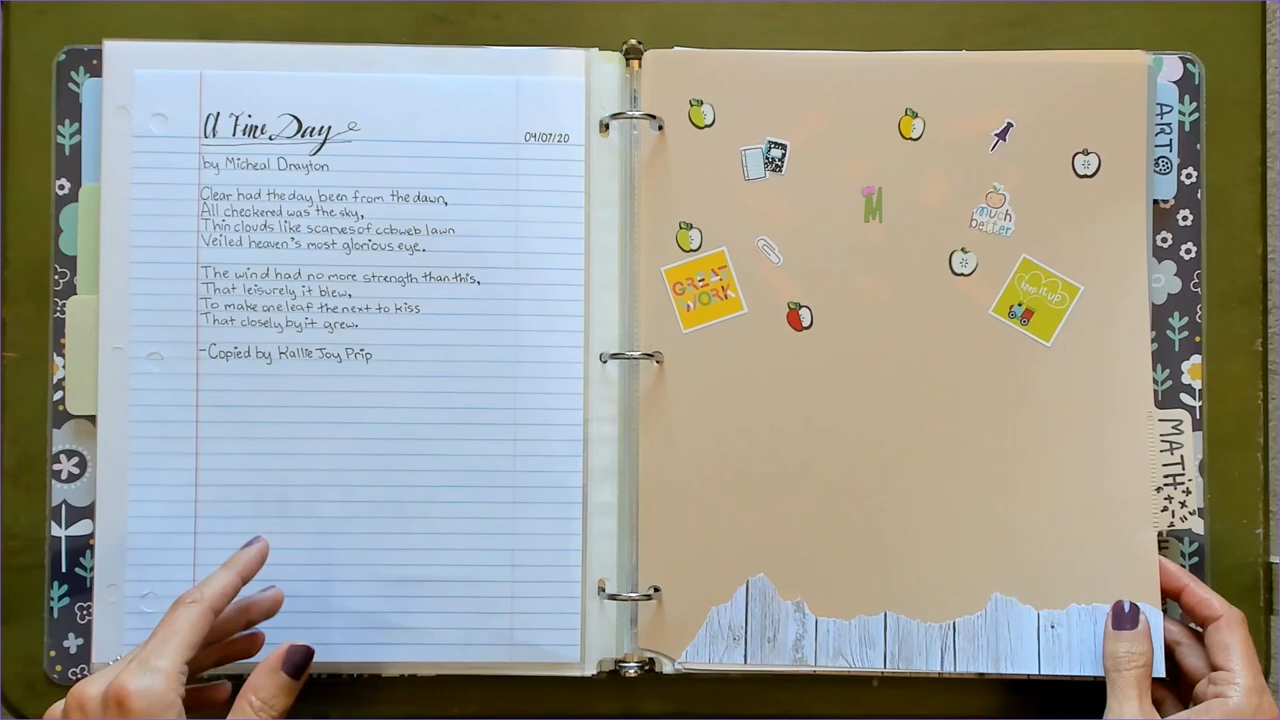 A Fine Day
04/07/20
by Micheal Drayton
Clear had the day been from the dawn,
All checkered was the sky,
Thin clouds like scarves of cobweb lawn
Veiled heaven's most glorious eye.
The wind had no more strength than this,
That leisurely it blew,
To make one leaf the next to kiss
That closely by it grew.
-Copied by Kallie Joy Prip
M
much
better
GREAT
WORK
keep it up
ART
MATH